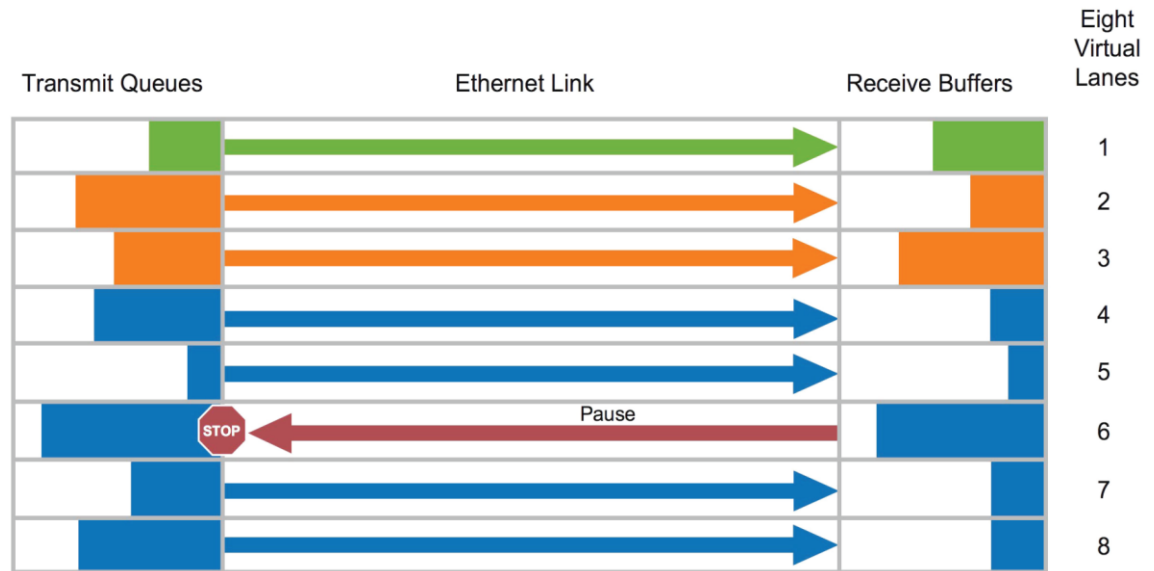 Eight
Virtual
Lanes
Transmit Queues
Ethernet Link
Receive Buffers
1
2
3
4
5
STOP
Pause
6
7
8